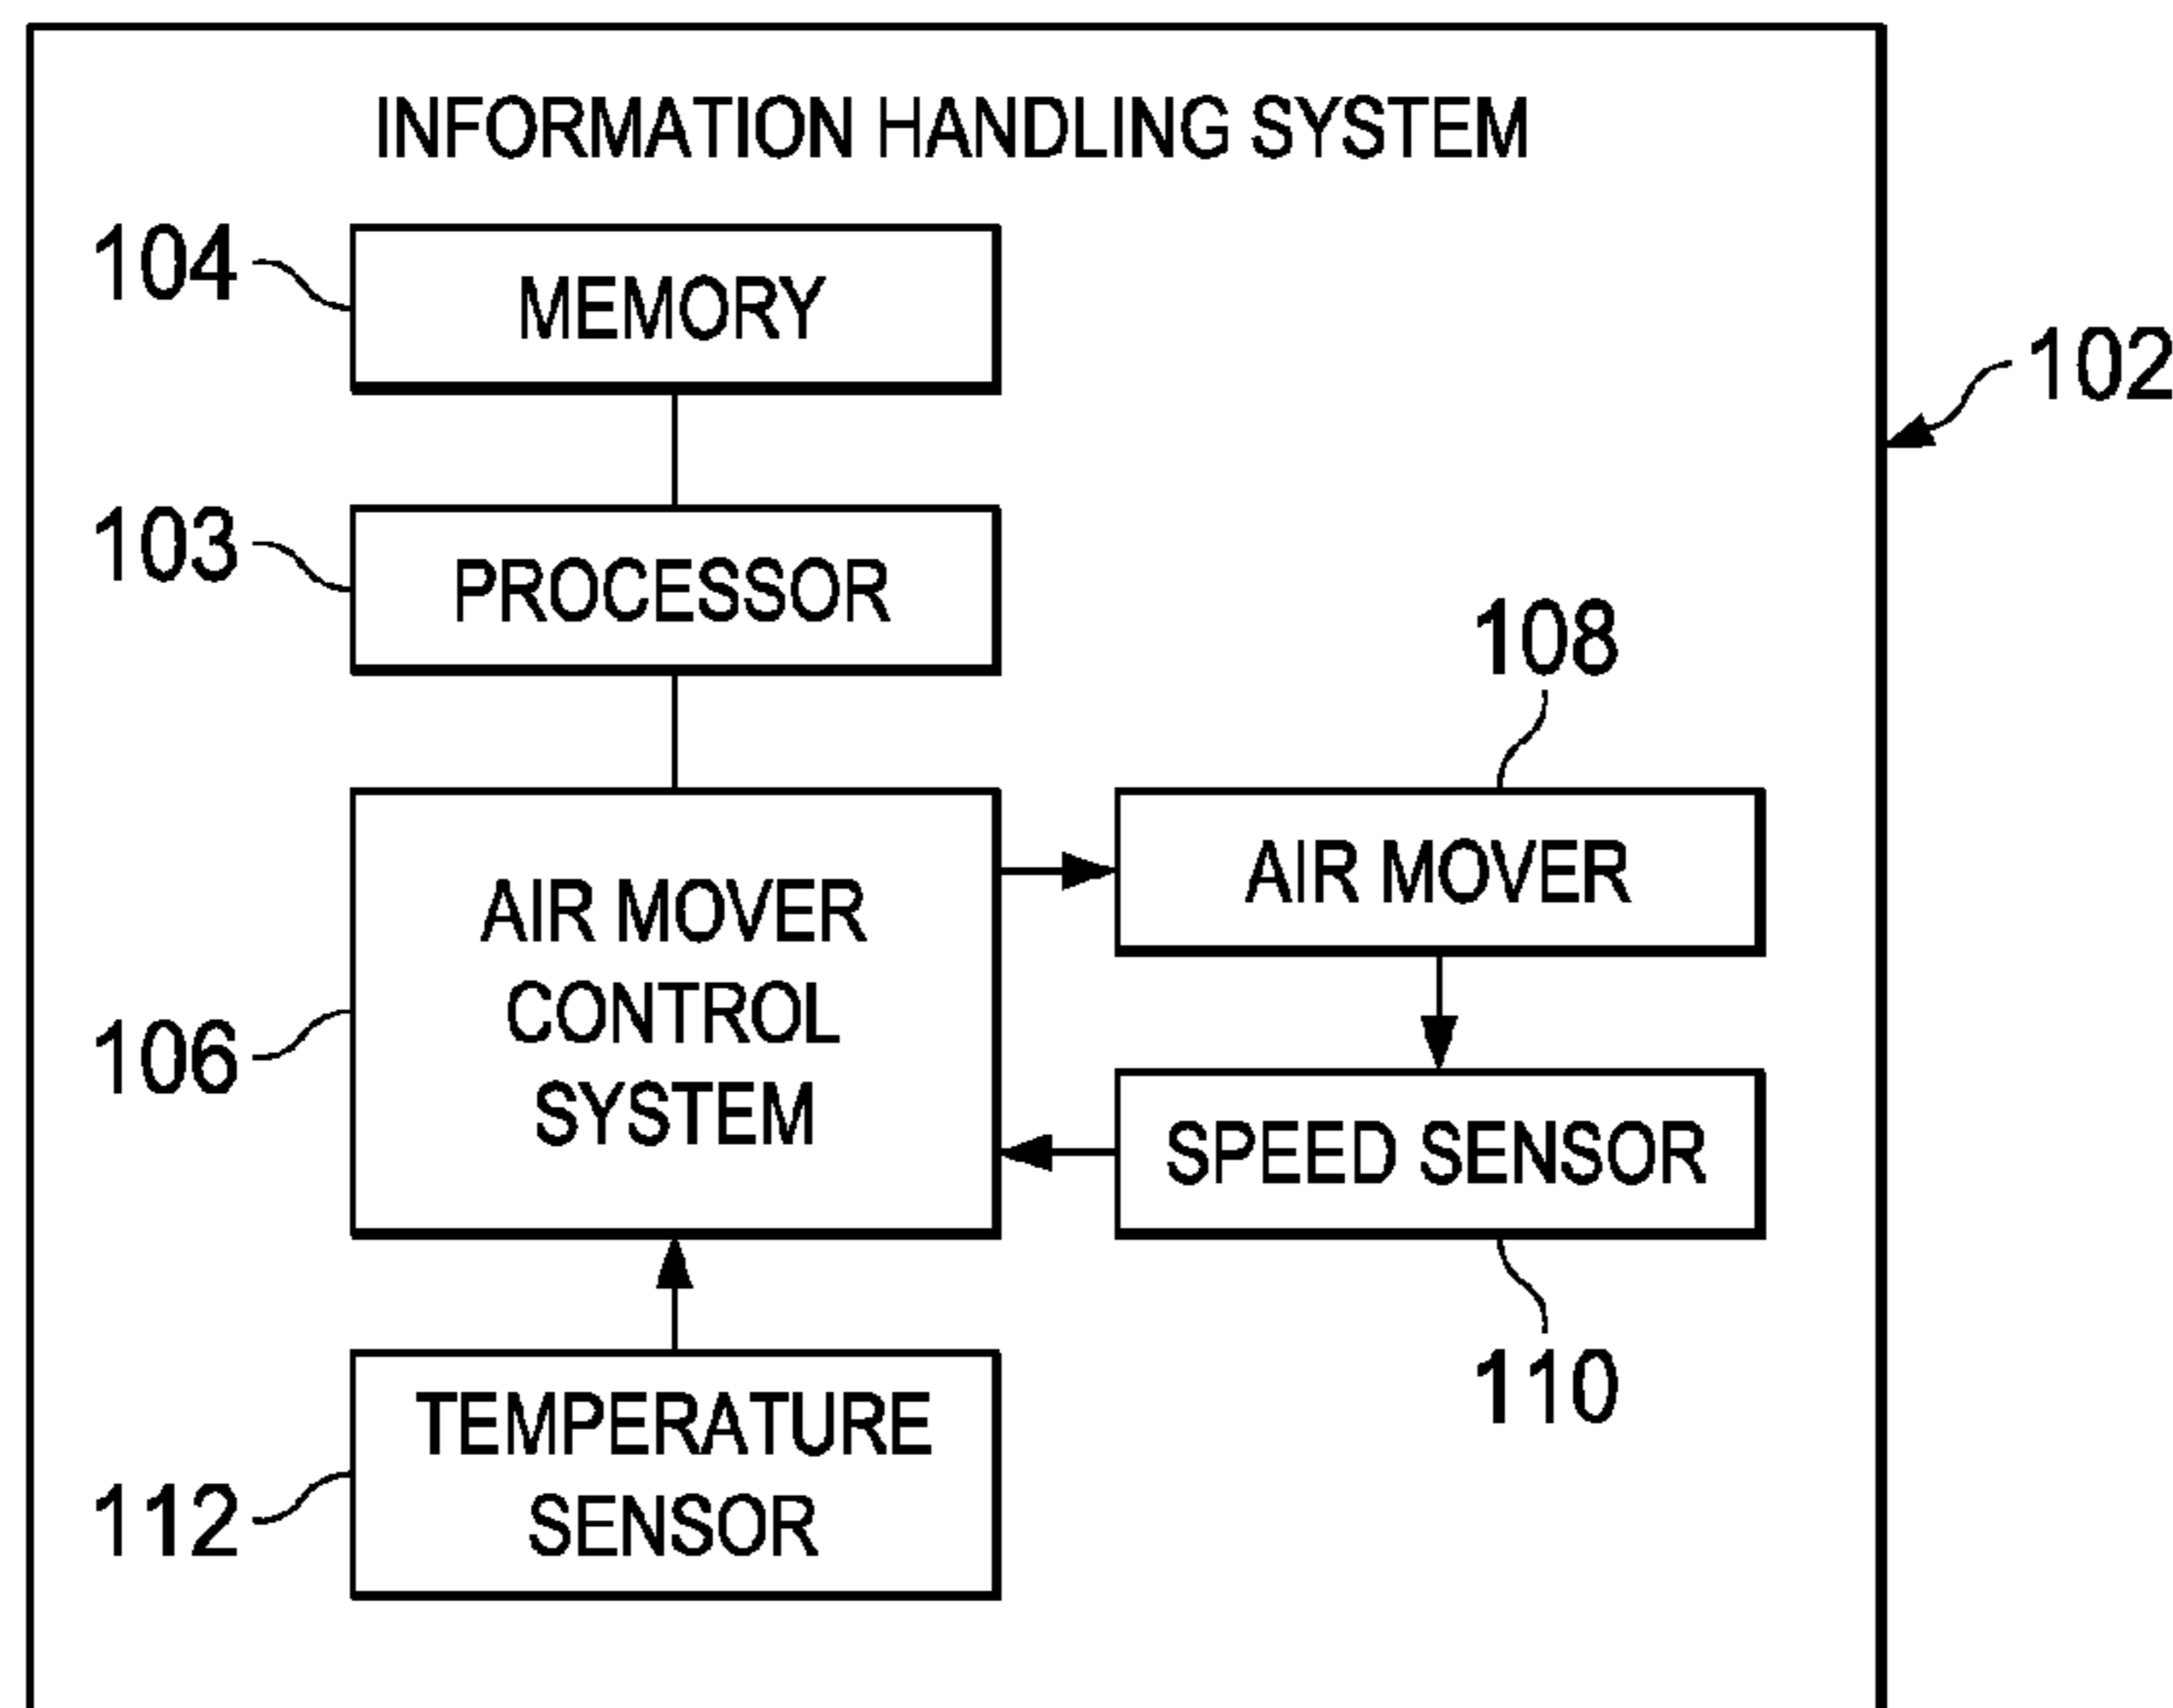 INFORMATION HANDLING SYSTEM
104
MEMORY
102
103
PROCESSOR
108
AIR MOVER
CONTROL
SYSTEM
106
AIR MOVER
SPEED SENSOR
110
TEMPERATURE
SENSOR
112